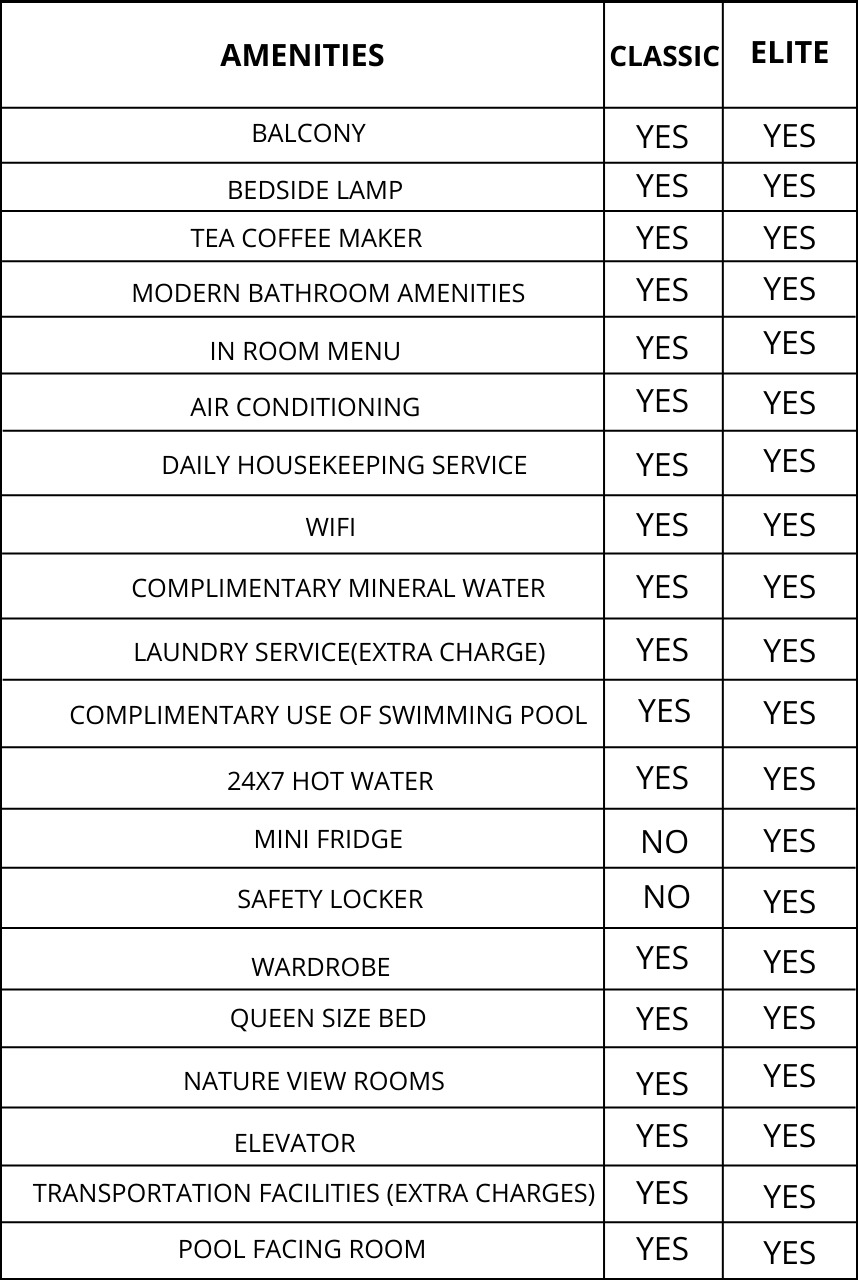 AMENITIES CLASSIC ELITE
BALCONY YES YES
BEDSIDE LAMP YES YES
TEA COFFEE MAKER YES YES
MODERN BATHROOM AMENITIES YES YES
IN ROOM MENU YES YES
AIR CONDITIONING YES YES
DAILY HOUSEKEEPING SERVICE YES YES
WIFI YES YES
COMPLIMENTARY MINERAL WATER YES YES
LAUNDRY SERVICE(EXTRA CHARGE) YES YES
COMPLIMENTARY USE OF SWIMMING POOL YES YES
24X7 HOT WATER YES YES
MINI FRIDGE NO YES
SAFETY LOCKER NO YES
WARDROBE YES YES
QUEEN SIZE BED YES YES
NATURE VIEW ROOMS YES YES
ELEVATOR YES YES
TRANSPORTATION FACILITIES (EXTRA CHARGES) YES YES
POOL FACING ROOM YES YES